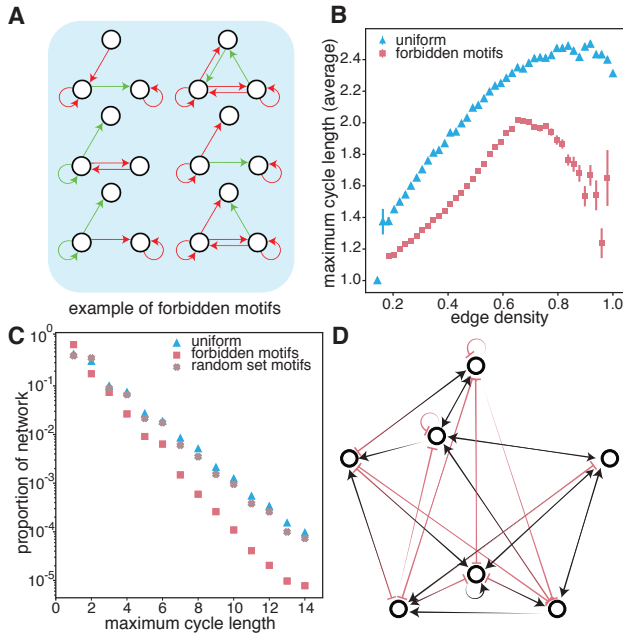 A
example of forbidden motifs
B
maximum cycle length (average)
2.4
2.2
2.0
1.8
1.6
1.4
1.2
1.0
uniform
forbidden motifs
0.2 0.4 0.6 0.8 1.0
edge density
C
proportion of network
10^0
10^-1
10^-2
10^-3
10^-4
10^-5
uniform
forbidden motifs
random set motifs
0 2 4 6 8 10 12 14
maximum cycle length
D